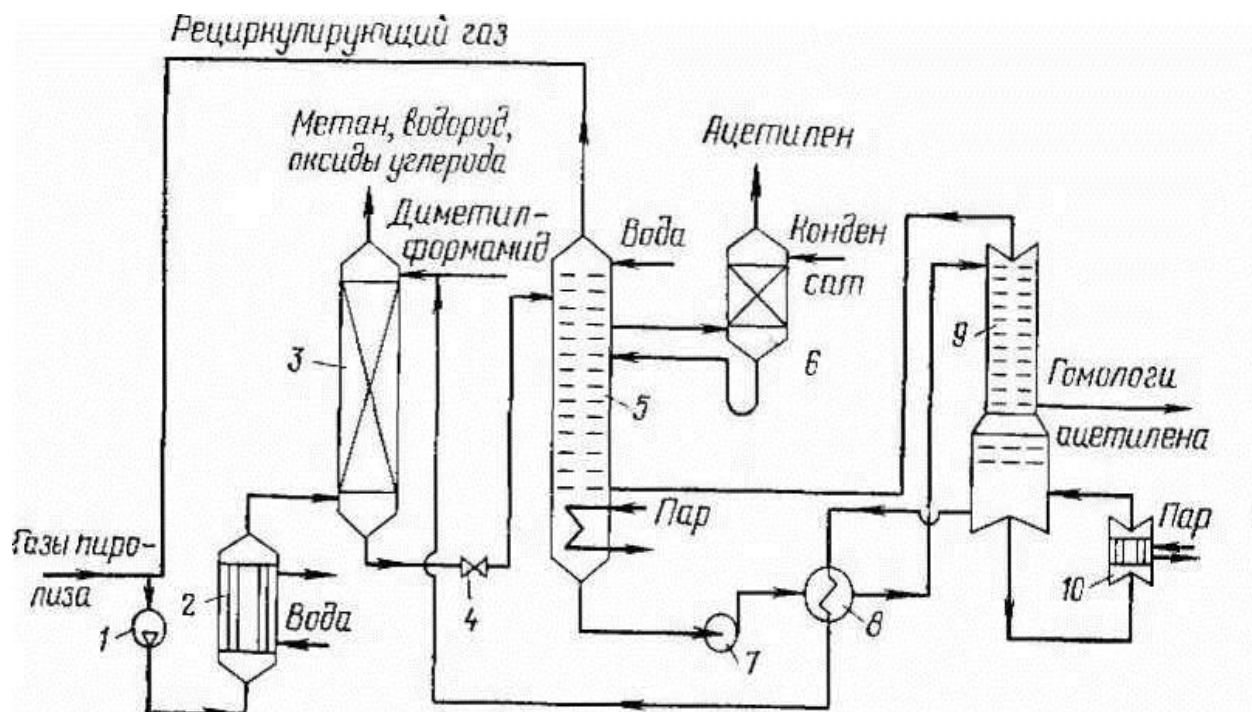 Рециркулирующий газ
Метан, водород,
оксиды углерода
Ацетилен
Диметил-
формамид
Вода
Конден
сат
3
5
6
9
Гомологи
ацетилена
Пар
Пар
Газы пиро-
лиза
1
2
Вода
4
7
8
10